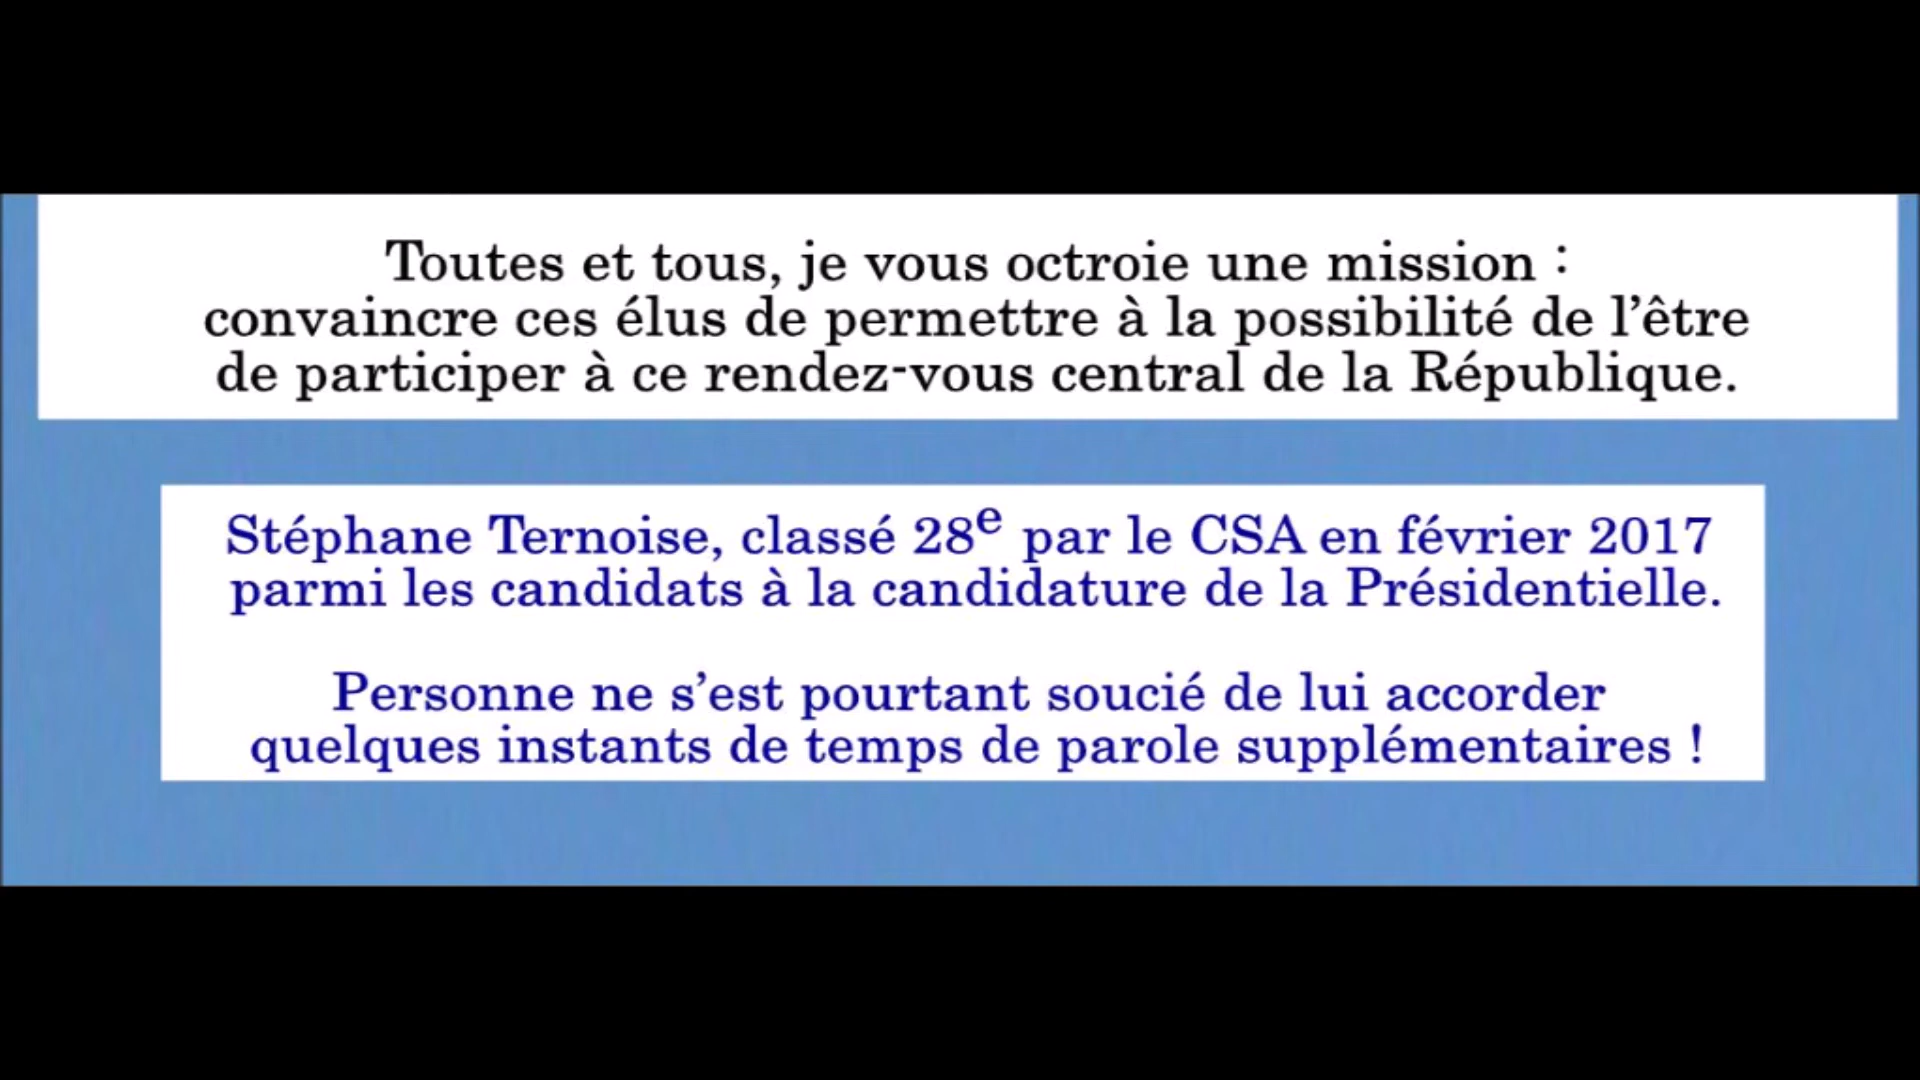 Toutes et tous, je vous octroie une mission :
convaincre ces élus de permettre à la possibilité de l’être
de participer à ce rendez-vous central de la République.
Stéphane Ternoise, classé 28e par le CSA en février 2017
parmi les candidats à la candidature de la Présidentielle.
Personne ne s’est pourtant soucié de lui accorder
quelques instants de temps de parole supplémentaires !